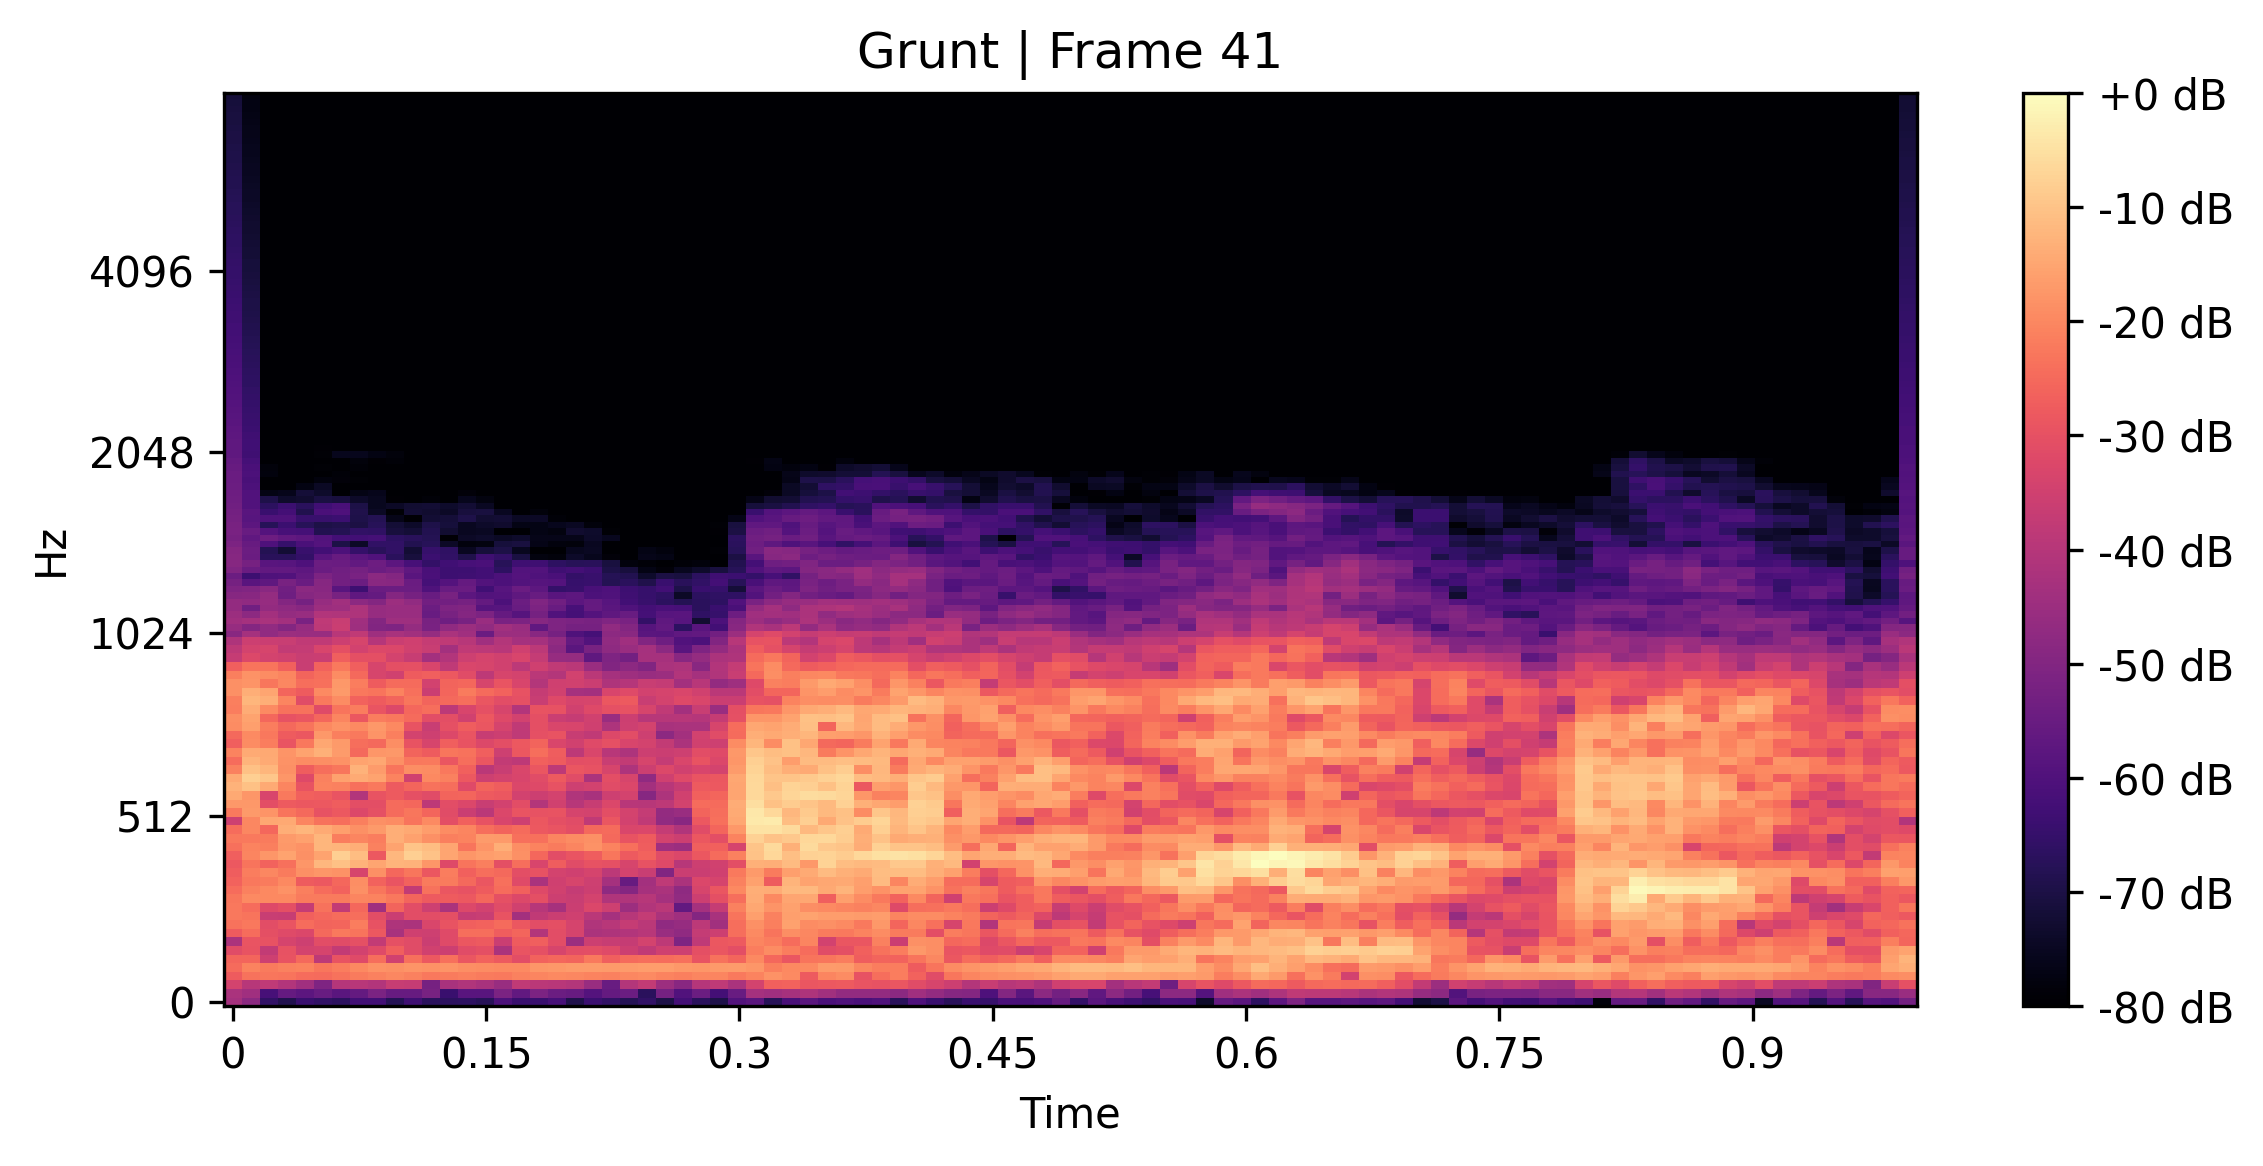 Grunt | Frame 41
+0 dB
-10 dB
-20 dB
-30 dB
-40 dB
-50 dB
-60 dB
-70 dB
-80 dB
Hz
4096
2048
1024
512
0
0 0.15 0.3 0.45 0.6 0.75 0.9
Time